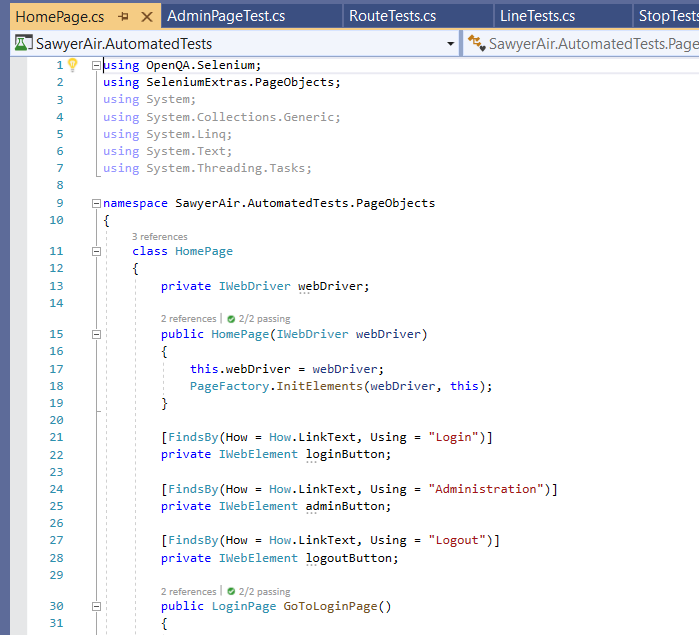 HomePage.cs AdminPageTest.cs RouteTests.cs LineTests.cs StopTests
SawyerAir.AutomatedTests SawyerAir.AutomatedTests.Page
1 using OpenQA.Selenium;
2 using SeleniumExtras.PageObjects;
3 using System;
4 using System.Collections.Generic;
5 using System.Linq;
6 using System.Text;
7 using System.Threading.Tasks;
8
9 namespace SawyerAir.AutomatedTests.PageObjects
10 {
3 references
11 class HomePage
12 {
13 private IWebDriver webDriver;
14
2 references | 2/2 passing
15 public HomePage(IWebDriver webDriver)
16 {
17 this.webDriver = webDriver;
18 PageFactory.InitElements(webDriver, this);
19 }
20
21 [FindsBy(How = How.LinkText, Using = "Login")]
22 private IWebElement loginButton;
23
24 [FindsBy(How = How.LinkText, Using = "Administration")]
25 private IWebElement adminButton;
26
27 [FindsBy(How = How.LinkText, Using = "Logout")]
28 private IWebElement logoutButton;
29
2 references | 2/2 passing
30 public LoginPage GoToLoginPage()
31 {